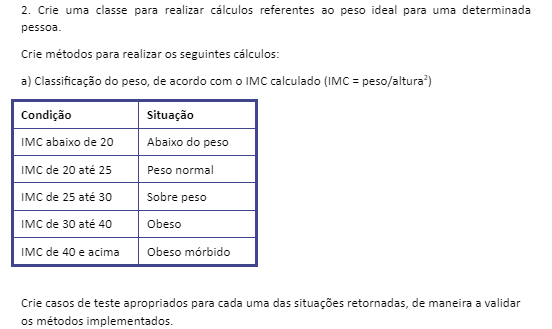 2. Crie uma classe para realizar cálculos referentes ao peso ideal para uma determinada
pessoa.
Crie métodos para realizar os seguintes cálculos:
a) Classificação do peso, de acordo com o IMC calculado (IMC = peso/altura²)
Condição Situação
IMC abaixo de 20 Abaixo do peso
IMC de 20 até 25 Peso normal
IMC de 25 até 30 Sobre peso
IMC de 30 até 40 Obeso
IMC de 40 e acima Obeso mórbido
Crie casos de teste apropriados para cada uma das situações retornadas, de maneira a validar
os métodos implementados.